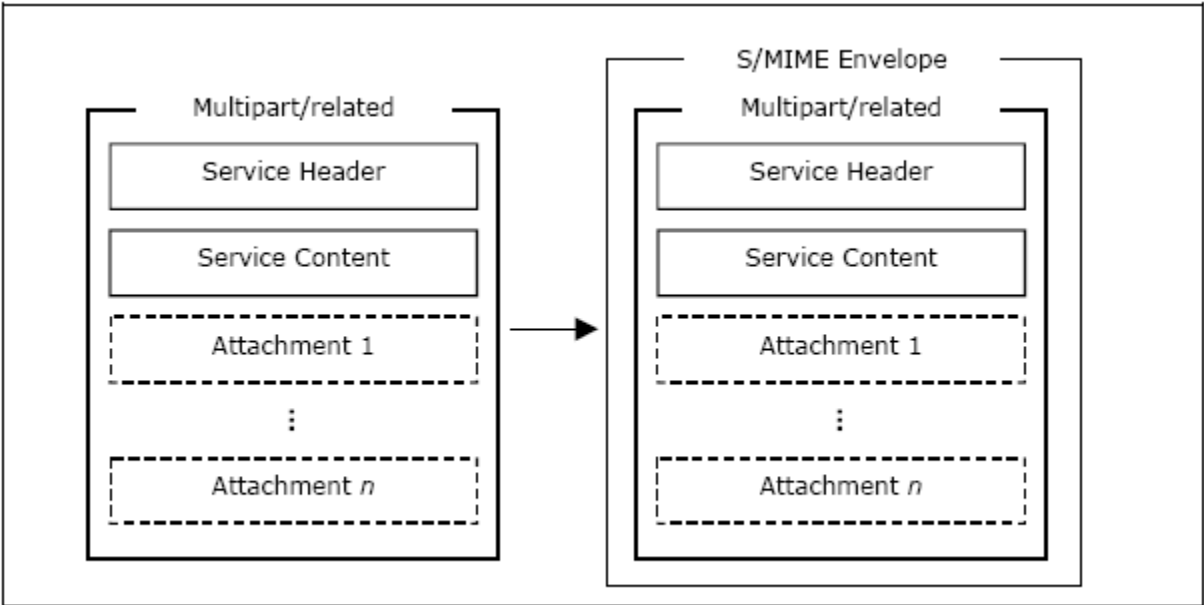 Multipart/related
Service Header
Service Content
Attachment 1
⋮
Attachment n
S/MIME Envelope
Multipart/related
Service Header
Service Content
Attachment 1
⋮
Attachment n